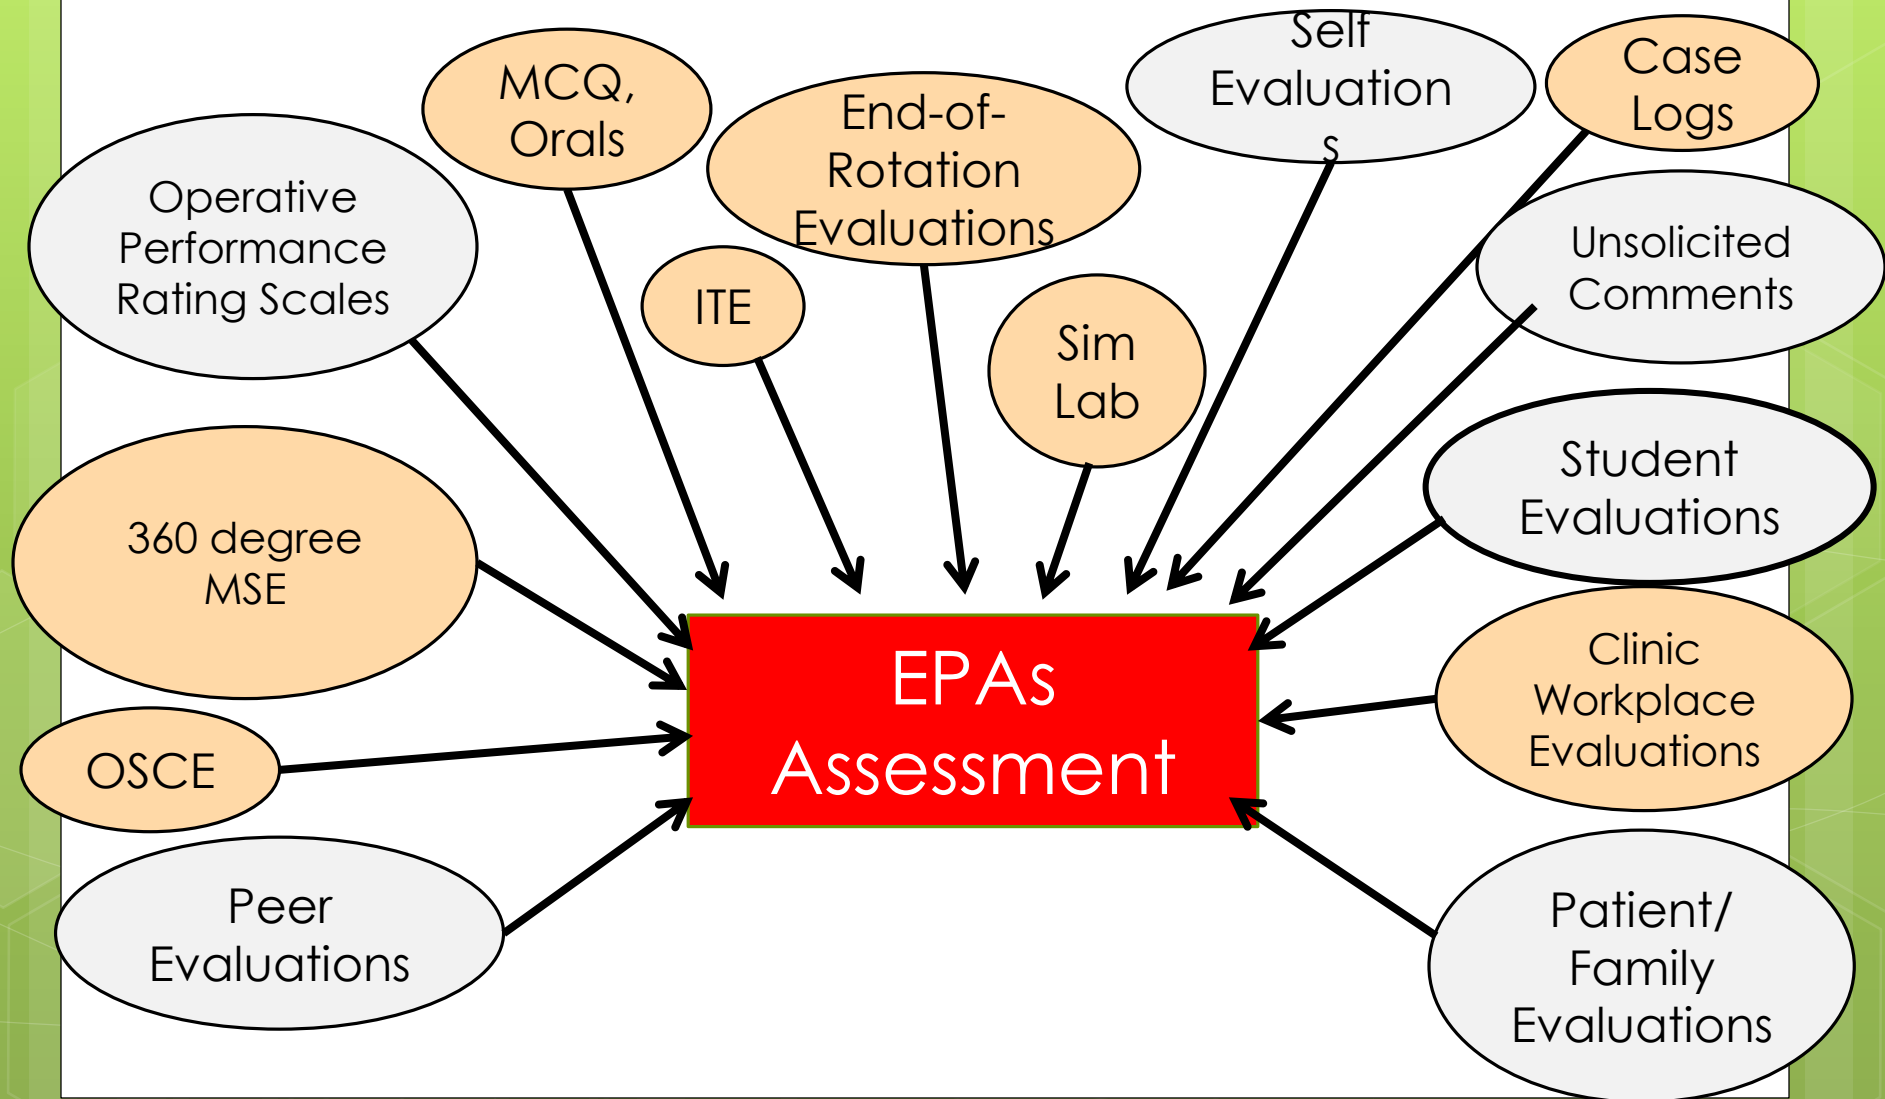 Self
Evaluation
s
Case
Logs
MCQ,
Orals
End-of-
Rotation
Evaluations
Operative
Performance
Rating Scales
Unsolicited
Comments
ITE
Sim
Lab
Student
Evaluations
360 degree
MSE
EPAs
Assessment
Clinic
Workplace
Evaluations
OSCE
Peer
Evaluations
Patient/
Family
Evaluations